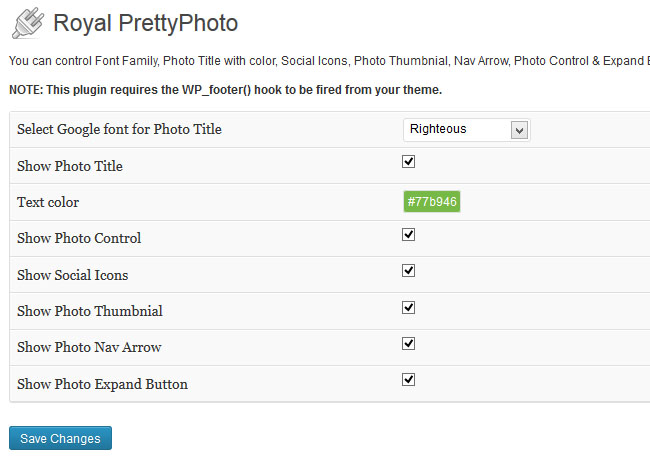 Royal PrettyPhoto
You can control Font Family, Photo Title with color, Social Icons, Photo Thumbnial, Nav Arrow, Photo Control & Expand
NOTE: This plugin requires the WP_footer() hook to be fired from your theme.
Select Google font for Photo Title Righteous
Show Photo Title
Text color #77b946
Show Photo Control
Show Social Icons
Show Photo Thumbnial
Show Photo Nav Arrow
Show Photo Expand Button
Save Changes